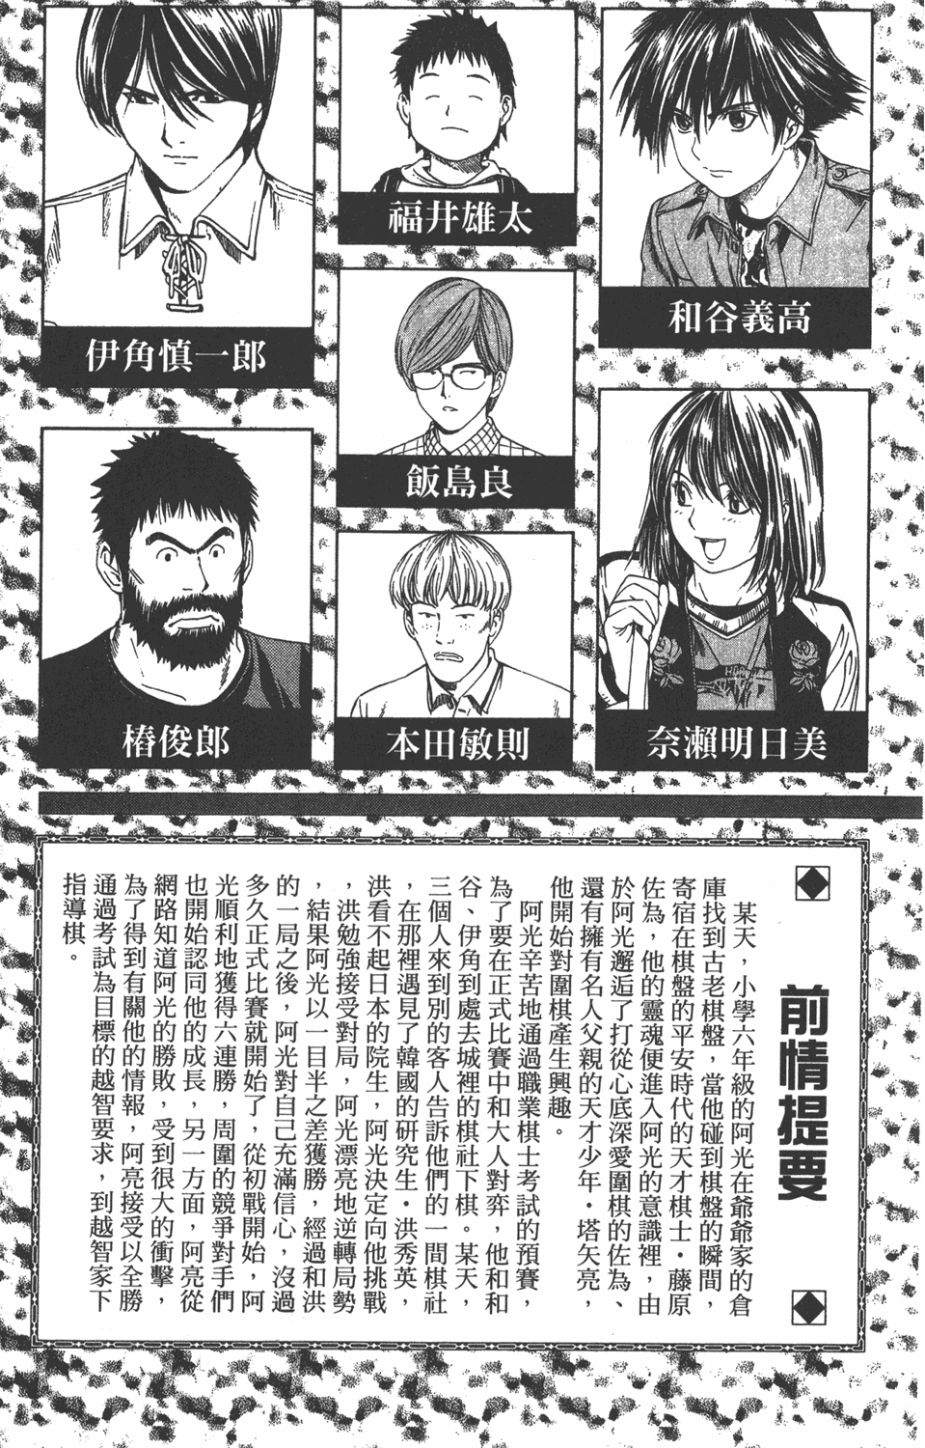 和谷義高
福井雄太
伊角慎一郎
飯島良
奈瀨明日美
本田敏則
椿俊郎
前情提要
某天，小學六年級的阿光在爺爺家的倉
庫找到古老棋盤，當他碰到棋盤的瞬間，
寄宿在棋盤的平安時代的天才棋士・藤原
佐為，他的靈魂便進入阿光的意識裡，由
於阿光邂逅了打從心底深愛圍棋的佐為、
還有擁有名人父親的天才少年・塔矢亮，
他開始對圍棋產生興趣。
阿光辛苦地通過職業棋士考試的預賽，
為了要在正式比賽中和大人對弈，他和和
谷、伊角到處去城裡的棋社下棋。某天，
三個人來到別的客人告訴他們的一間棋社
，在那裡遇見了韓國的研究生・洪秀英，
洪看不起日本的院生，阿光決定向他挑戰
，洪勉強接受對局，阿光漂亮地逆轉局勢
，結果阿光以一目半之差獲勝，經過和洪
的一局之後，阿光對自己充滿信心，沒過
多久正式比賽就開始了，從初戰開始，阿
光順利地獲得六連勝，周圍的競爭對手們
也開始認同他的成長，另一方面，阿亮從
網路知道阿光的勝敗，受到很大的衝擊，
為了得到有關他的情報，阿亮接受以全勝
通過考試為目標的越智要求，到越智家下
指導棋。